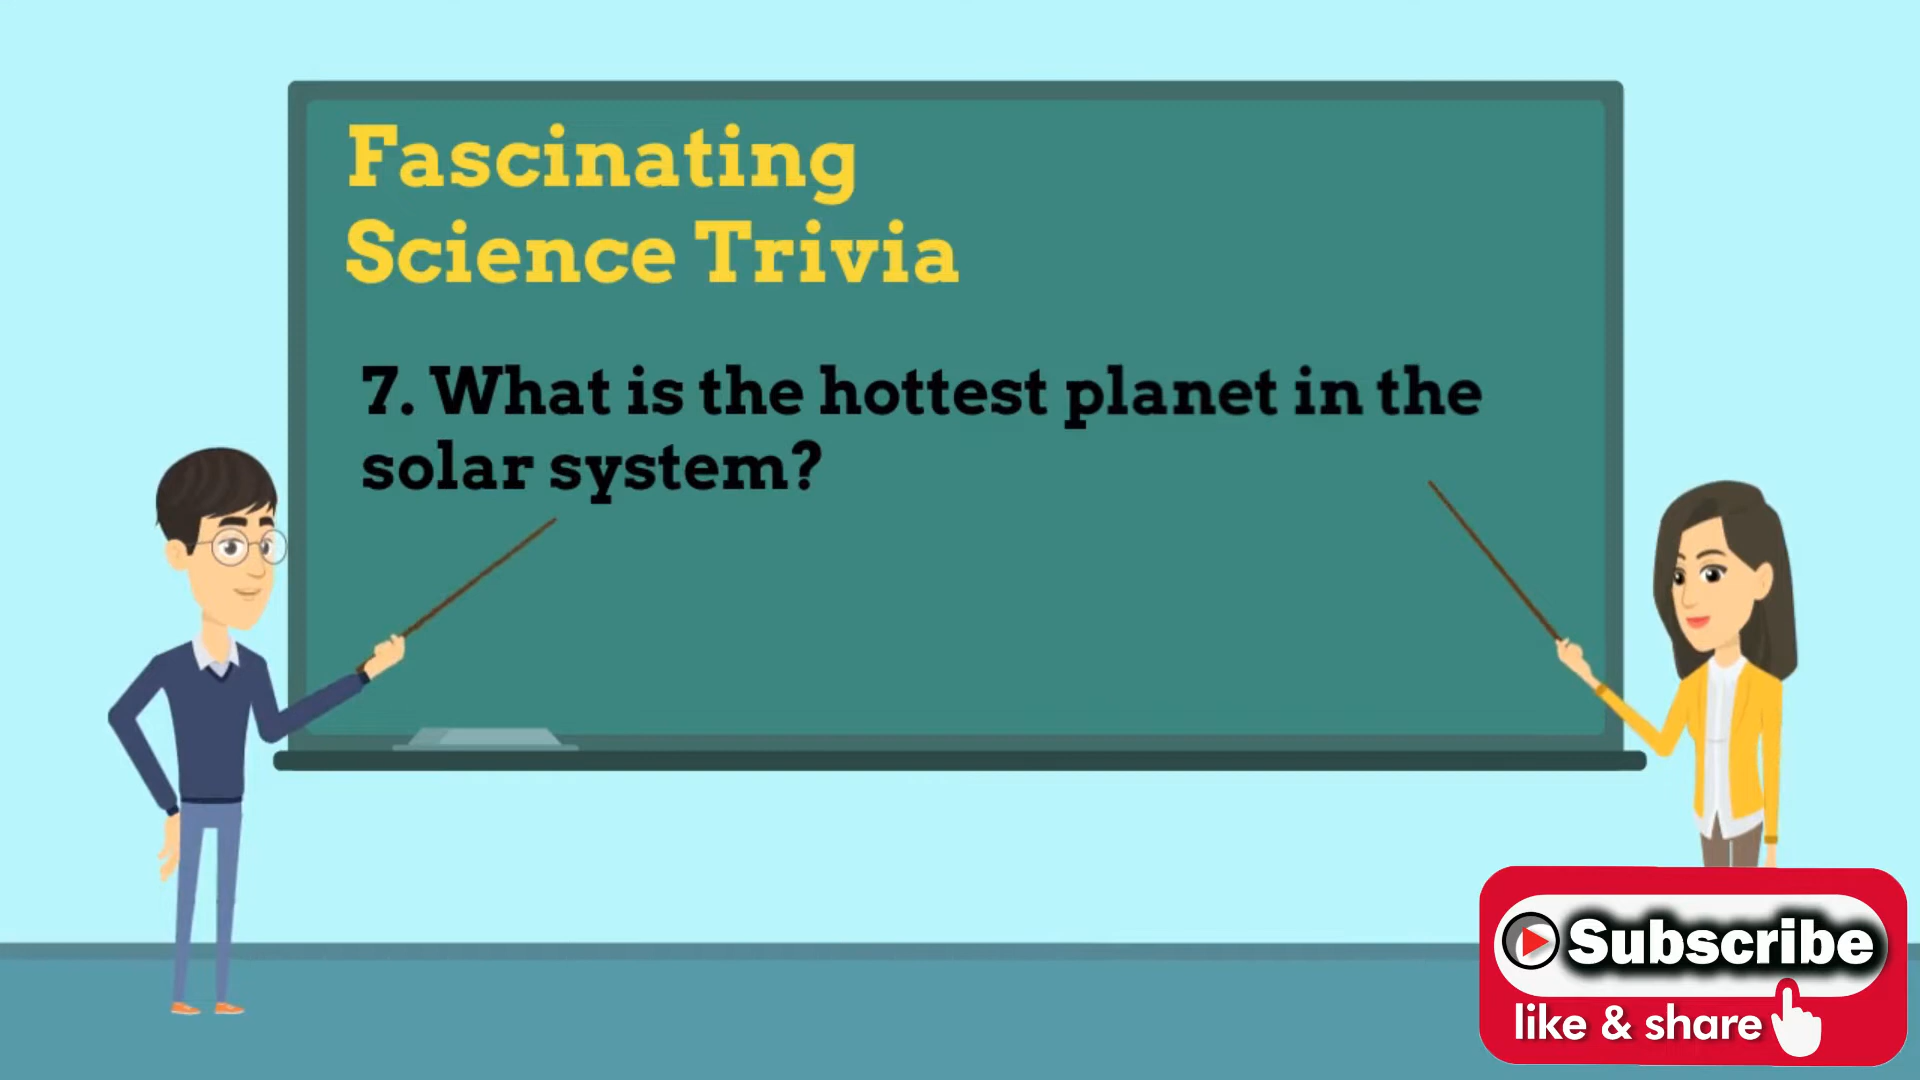 Fascinating
Science Trivia
7. What is the hottest planet in the
solar system?
Subscribe
like & share